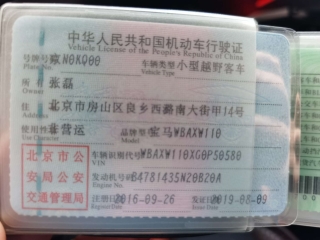 中华人民共和国机动车行驶证
Vehicle License of the People's Republic of China
号牌号码 京N0KQ00 车辆类型 小型越野客车
Plate No. Vehicle Type
所有人 张磊
Owner
住址 北京市房山区良乡西潞南大街甲14号
Address
使用性质 非营运 品牌型号 宝马WBAXW110
Use Character Model
北京市公 车辆识别代号 WBAXW110XG0P50580
VIN
安局公安 发动机号码 B4781435N20B20A
Engine No.
交通管理局 注册日期 2016-09-26 发证日期 2019-08-09